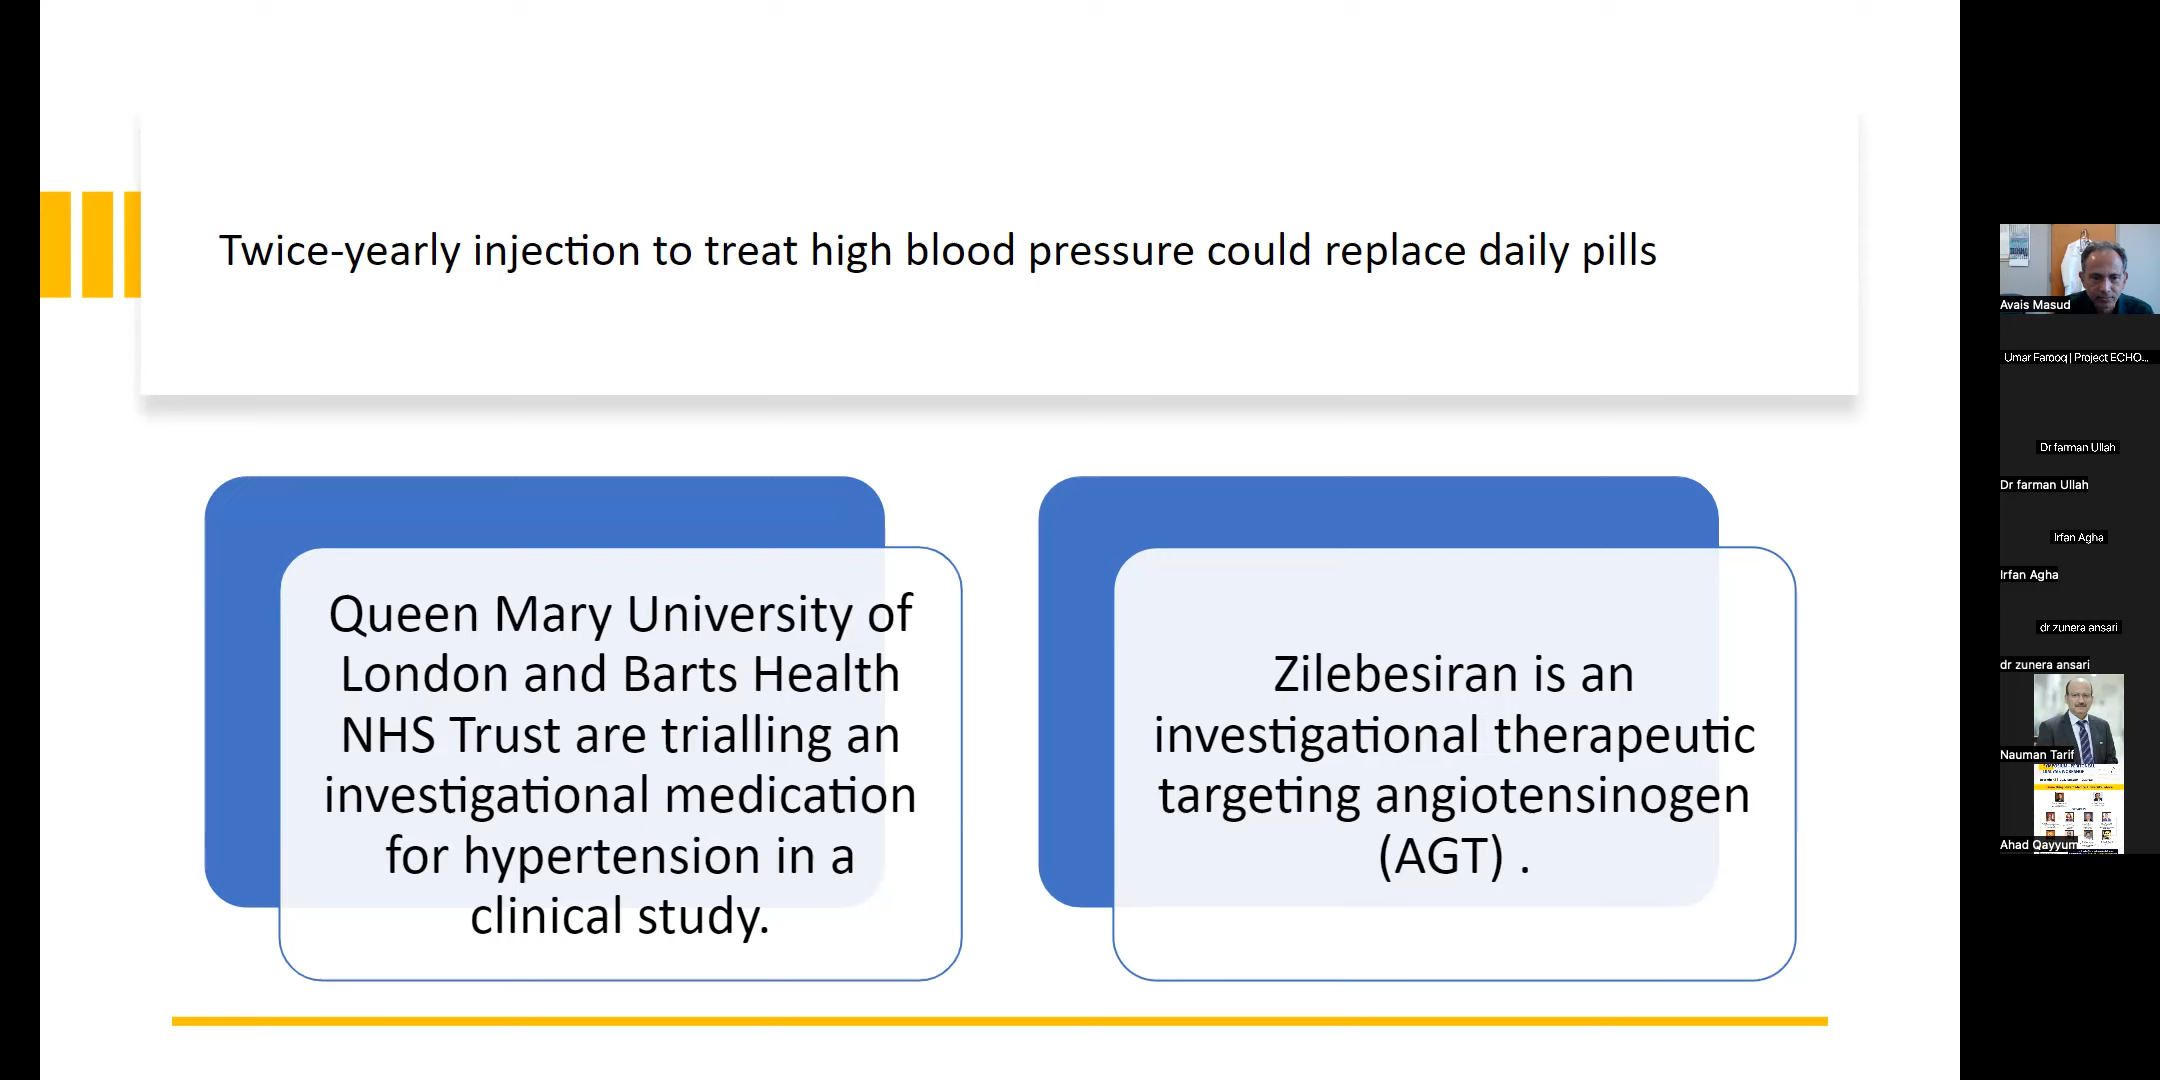 Twice-yearly injection to treat high blood pressure could replace daily pills
Queen Mary University of
London and Barts Health
NHS Trust are trialling an
investigational medication
for hypertension in a
clinical study.
Zilebesiran is an
investigational therapeutic
targeting angiotensinogen
(AGT) .
Avais Masud
Umar Farooq | Project ECHO...
Dr farman Ullah
Dr farman Ullah
Irfan Agha
Irfan Agha
dr zunera ansari
dr zunera ansari
Nauman Tarif
Ahad Qayyum